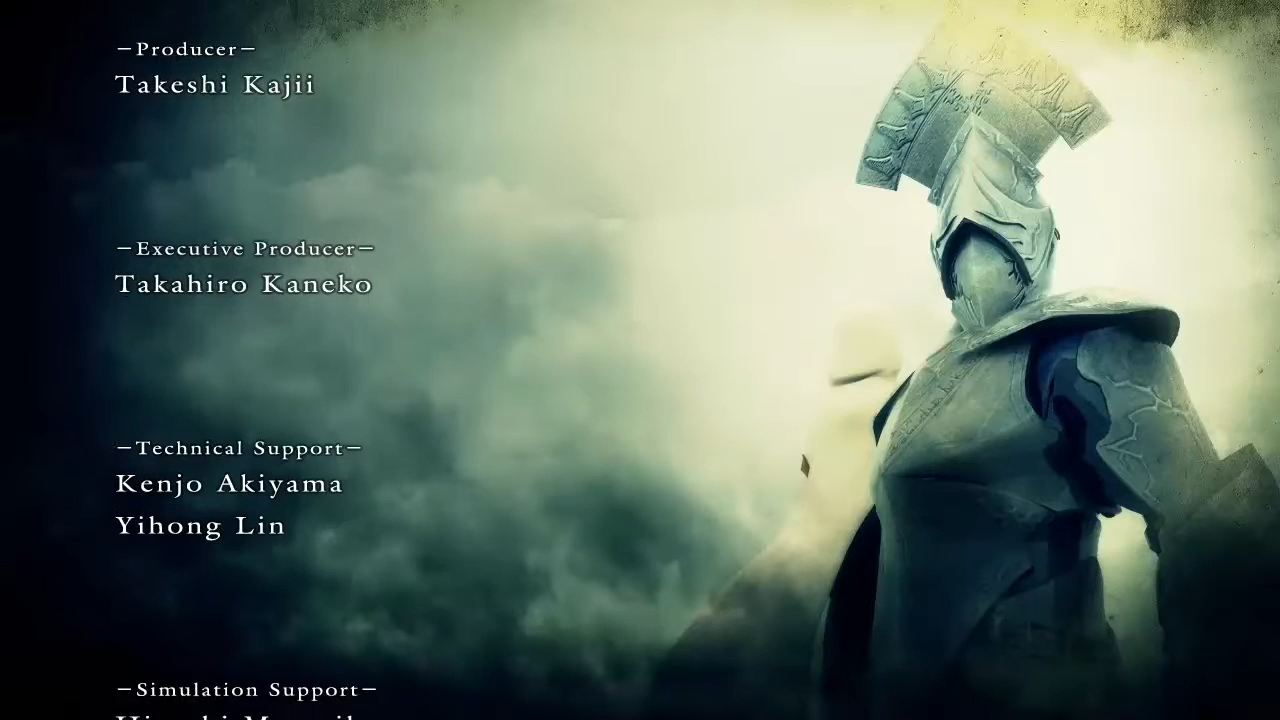 －Producer－
Takeshi Kajii
－Executive Producer－
Takahiro Kaneko
－Technical Support－
Kenjo Akiyama
Yihong Lin
－Simulation Support－